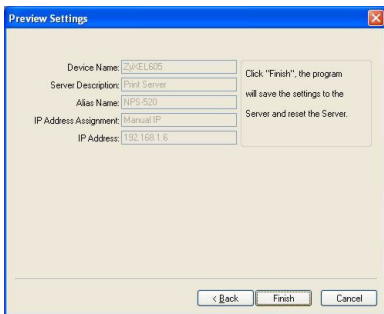 Preview Settings
Device Name: ZyXEL605
Server Description: Print Server
Alias Name: NPS-520
IP Address Assignment: Manual IP
IP Address: 192.168.1.6
Click "Finish", the program
will save the settings to the
Server and reset the Server.
< Back Finish Cancel